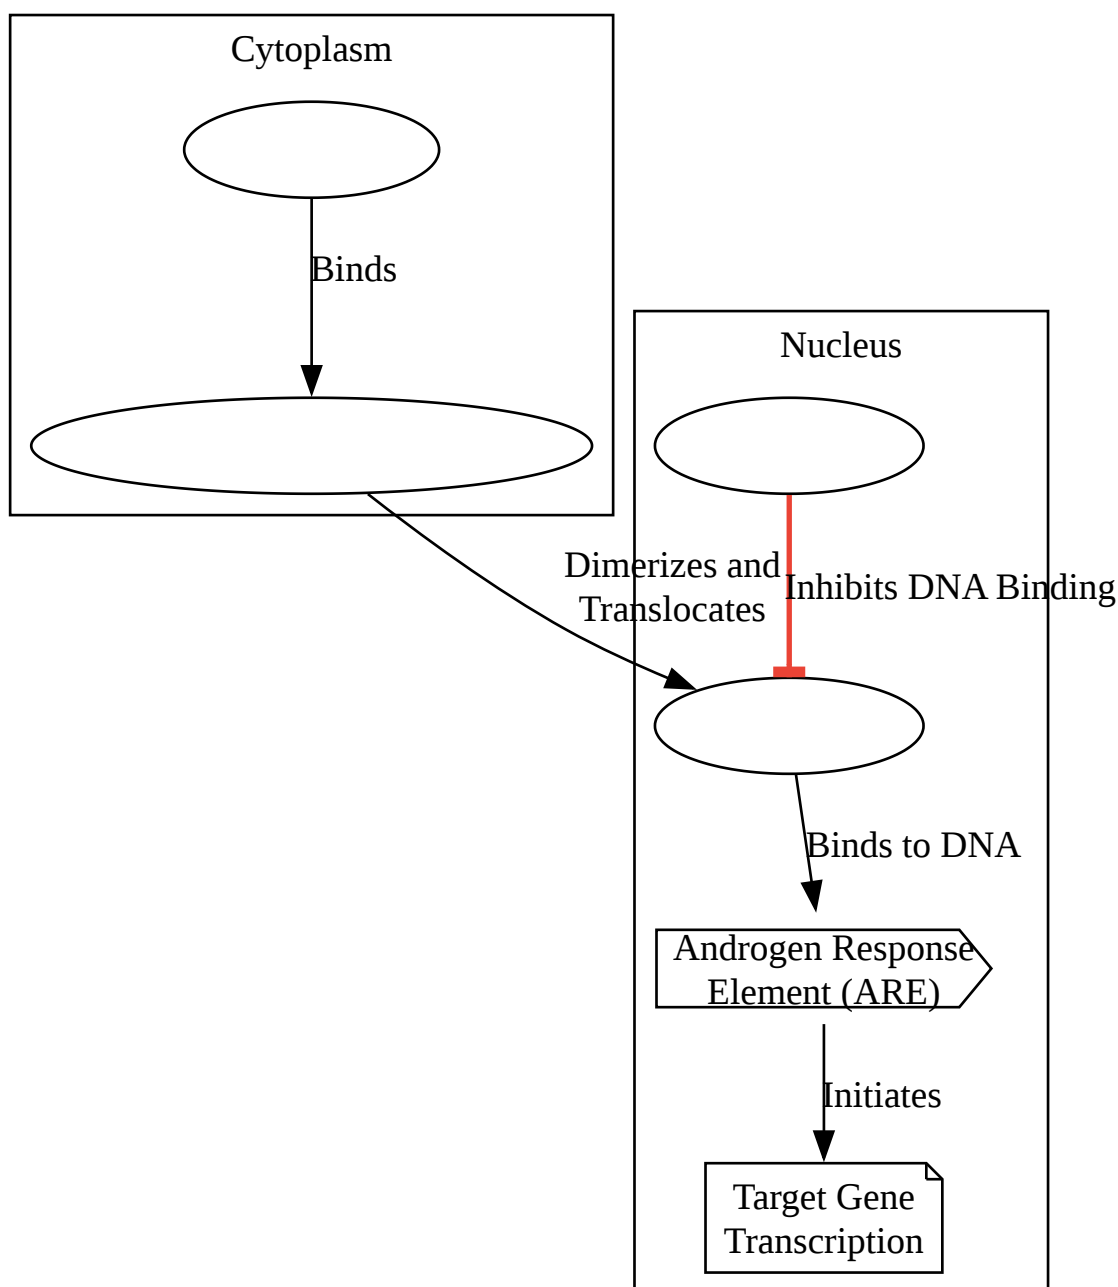 Cytoplasm
Binds
Nucleus
Dimerizes and
Translocates
Inhibits DNA Binding
Binds to DNA
Androgen Response
Element (ARE)
Initiates
Target Gene
Transcription